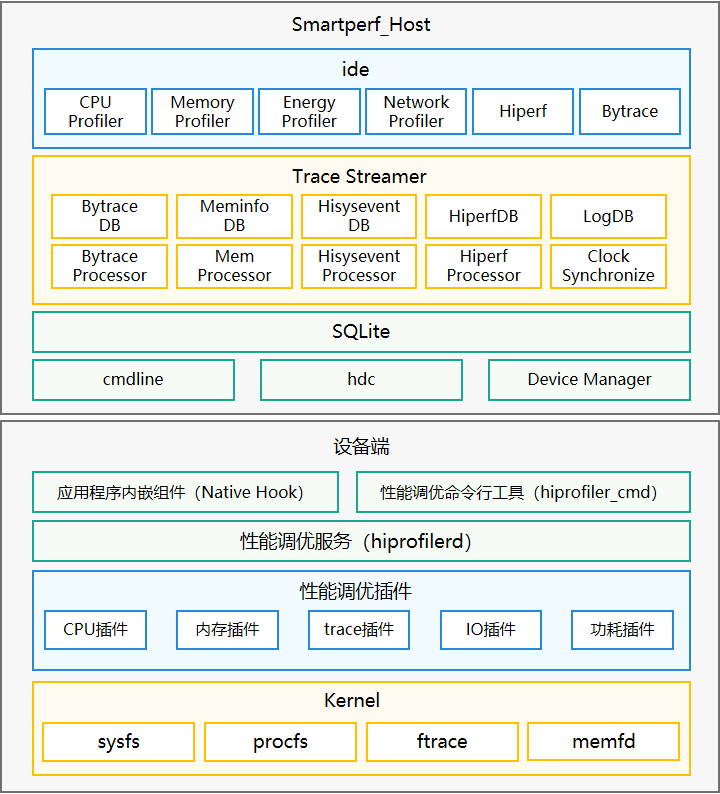 Smartperf_Host
ide
CPU
Profiler
Memory
Profiler
Energy
Profiler
Network
Profiler
Hiperf
Bytrace
Trace Streamer
Bytrace
DB
Meminfo
DB
Hisysevent
DB
HiperfDB
LogDB
Bytrace
Processor
Mem
Processor
Hisysevent
Processor
Hiperf
Processor
Clock
Synchronize
SQLite
cmdline
hdc
Device Manager
设备端
应用程序内嵌组件（Native Hook）
性能调优命令行工具（hiprofiler_cmd）
性能调优服务（hiprofilerd）
性能调优插件
CPU插件
内存插件
trace插件
IO插件
功耗插件
Kernel
sysfs
procfs
ftrace
memfd